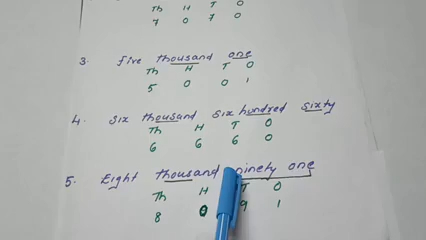 Th H T O
7 0 7 0
3. five thousand one
Th H T O
5 0 0 1
4. Six thousand six hundred sixty
Th H T O
6 6 6 0
5. Eight thousand ninety one
Th H T O
8 0 9 1